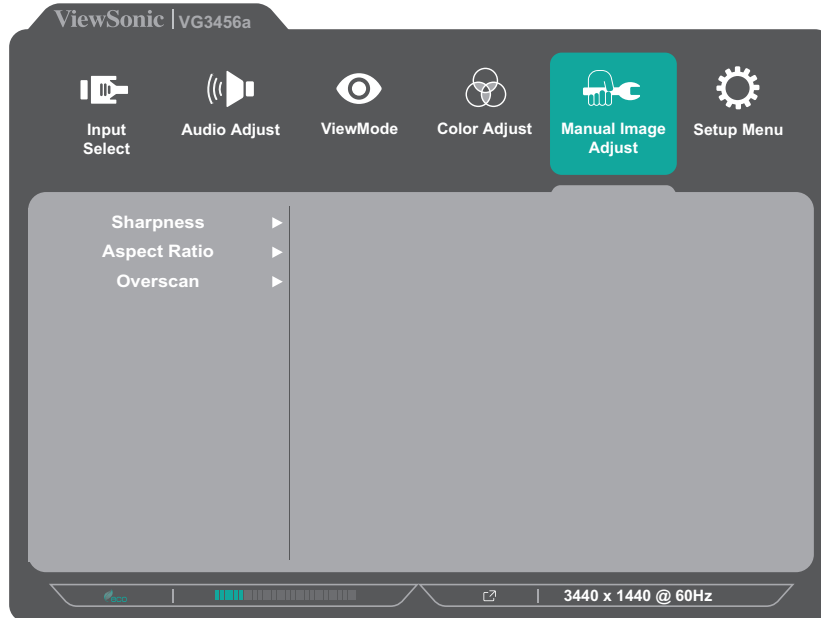 ViewSonic VG3456a
Input
Select
Audio Adjust
ViewMode
Color Adjust
Manual Image
Adjust
Setup Menu
Sharpness
Aspect Ratio
Overscan
eco
3440 x 1440 @ 60Hz